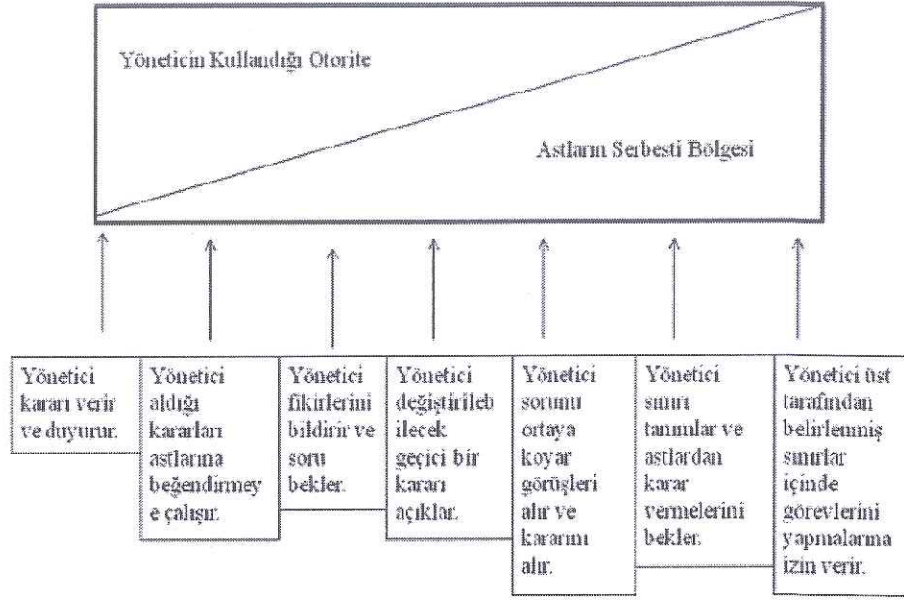 Yöneticin Kullandığı Otorite
Astların Serbesti Bölgesi
Yönetici
kararı verir
ve duyurur.
Yönetici
aldığı
kararları
astlarına
beğendirmey
e çalışır.
Yönetici
fikirlerini
bildirir ve
soru
bekler.
Yönetici
değiştirileb
ilecek
geçici bir
kararı
açıklar.
Yönetici
sorunu
ortaya
koyar
görüşleri
alır ve
kararını
alır.
Yönetici
sınırı
tanımlar ve
astlardan
karar
vermelerini
bekler.
Yönetici üst
tarafından
belirlenmiş
sınırlar
içinde
görevlerini
yapmalarına
izin verir.